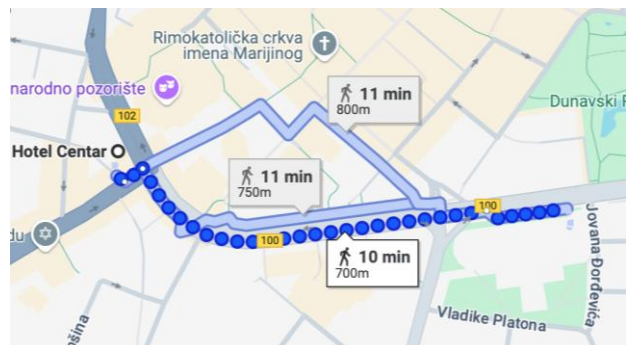 Rimokatolička crkva
imena Marijinog
narodno pozorište
102
11 min
800m
Dunavski
Hotel Centar
11 min
750m
100
100
du
10 min
700m
Jovana Đorđevića
Vladike Platona
šina